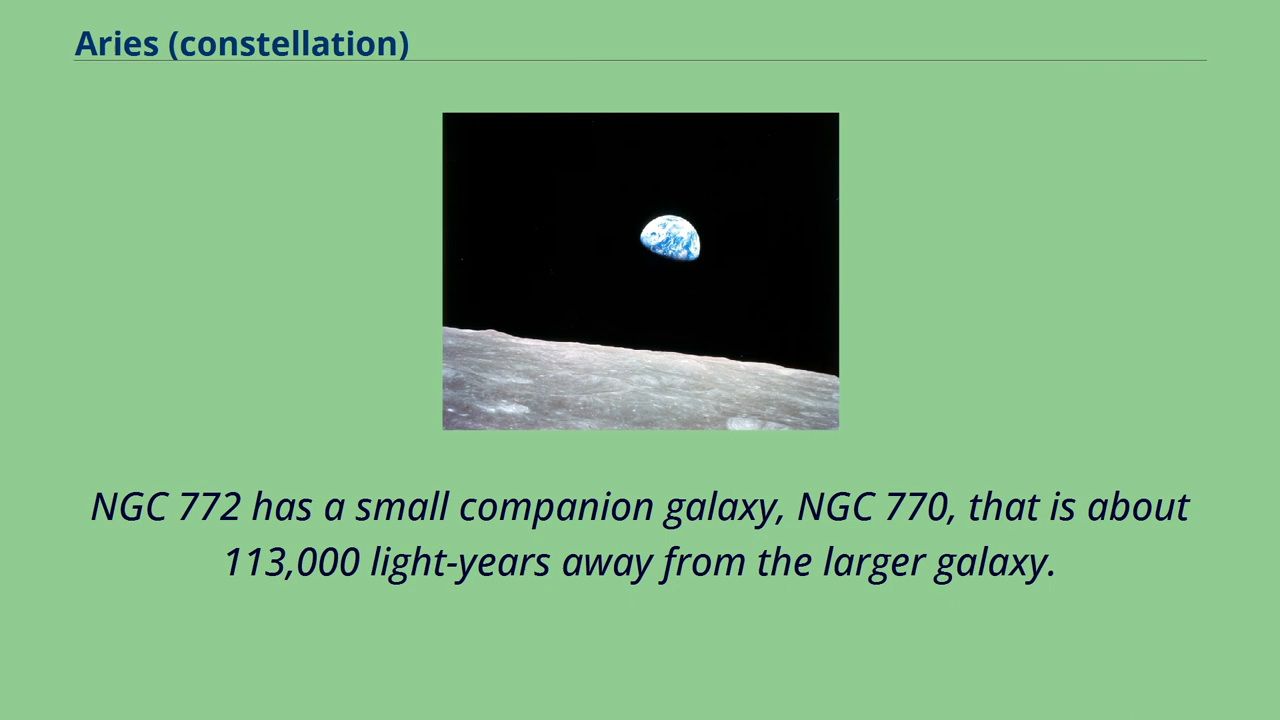 Aries (constellation)
NGC 772 has a small companion galaxy, NGC 770, that is about
113,000 light-years away from the larger galaxy.